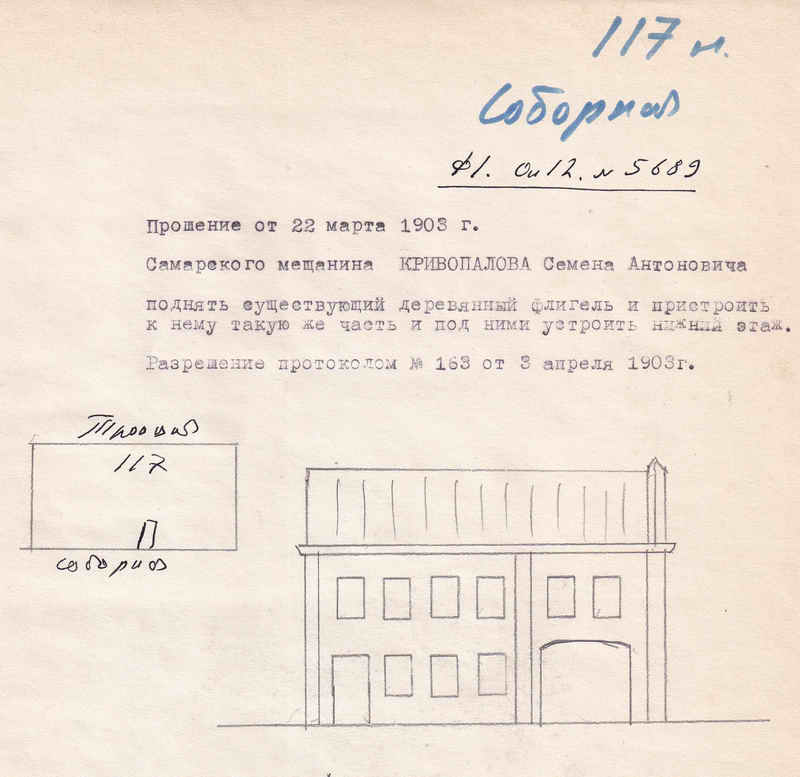 117 н.
Соборная
Ф1. Оп12. № 5689
Прошение от 22 марта 1903 г.
Самарского мещанина КРИВОПАЛОВА Семена Антоновича
поднять существующий деревянный флигель и пристроить
к нему такую же часть и под ними устроить нижний этаж.
Разрешение протоколом № 163 от 3 апреля 1903г.
Троицкая
117
соборная